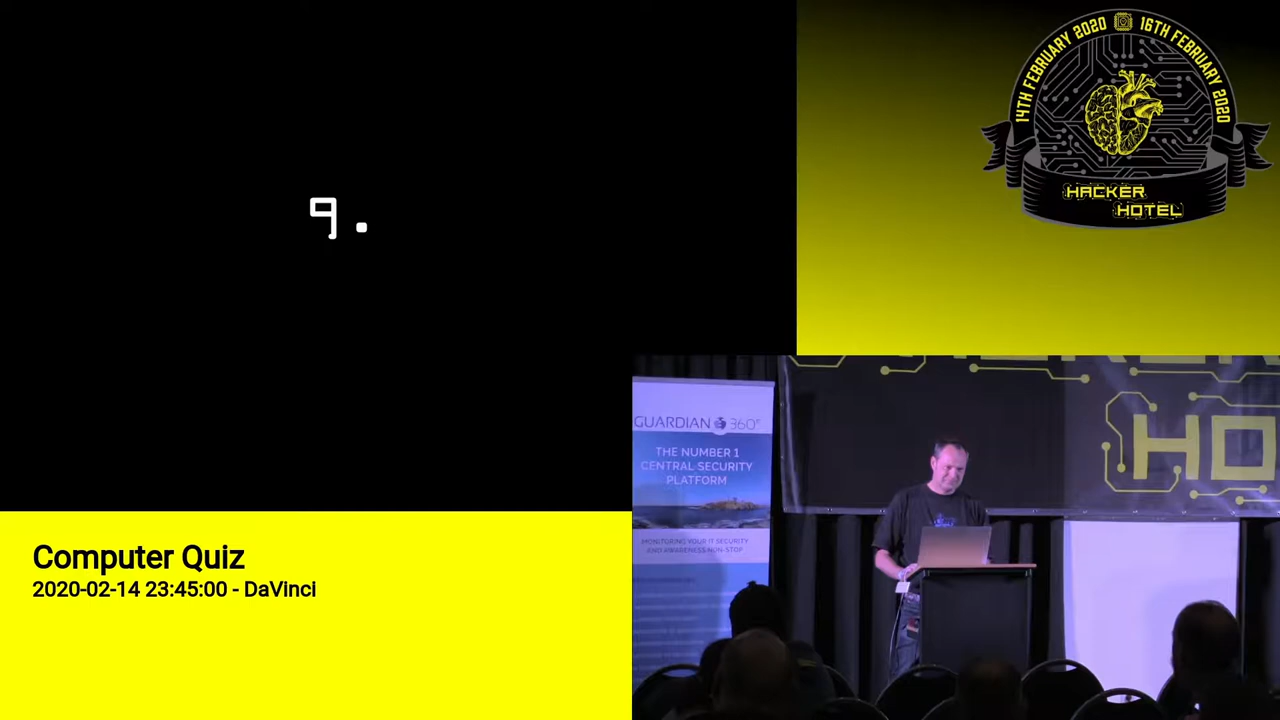 9.
14TH FEBRUARY 2020
16TH FEBRUARY 2020
HACKER
HOTEL
GUARDIAN 360°
THE NUMBER 1
CENTRAL SECURITY
PLATFORM
MONITORING YOUR IT SECURITY
AND AWARENESS NON-STOP
HO
Computer Quiz
2020-02-14 23:45:00 - DaVinci